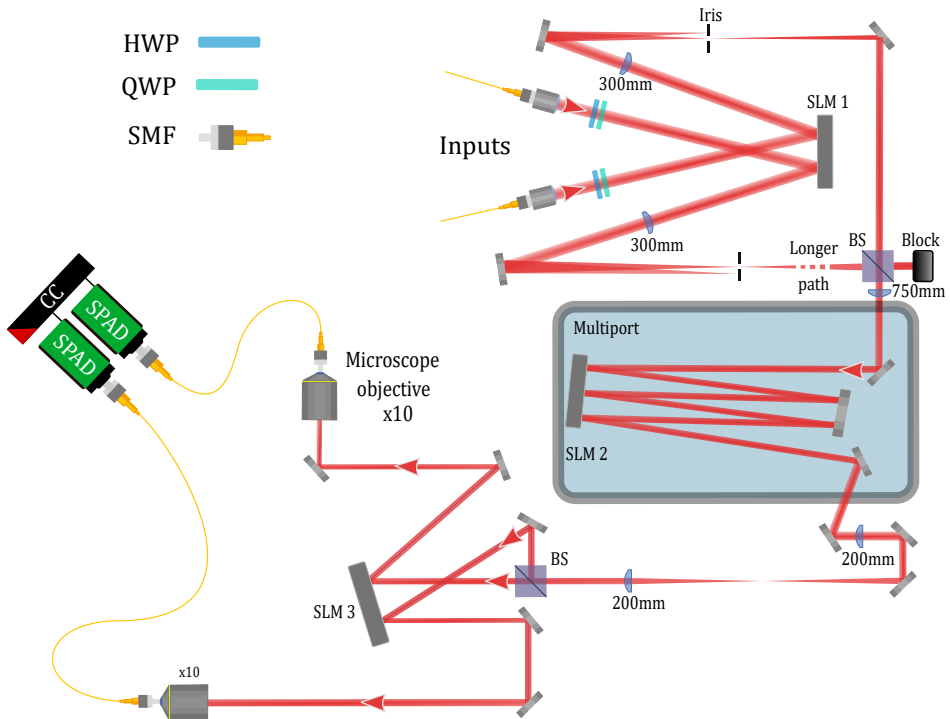 HWP
QWP
SMF
Iris
300mm
SLM 1
Inputs
300mm
Longer
path
BS
Block
750mm
Multiport
SLM 2
CC
SPAD
SPAD
Microscope
objective
x10
200mm
BS
200mm
SLM 3
x10